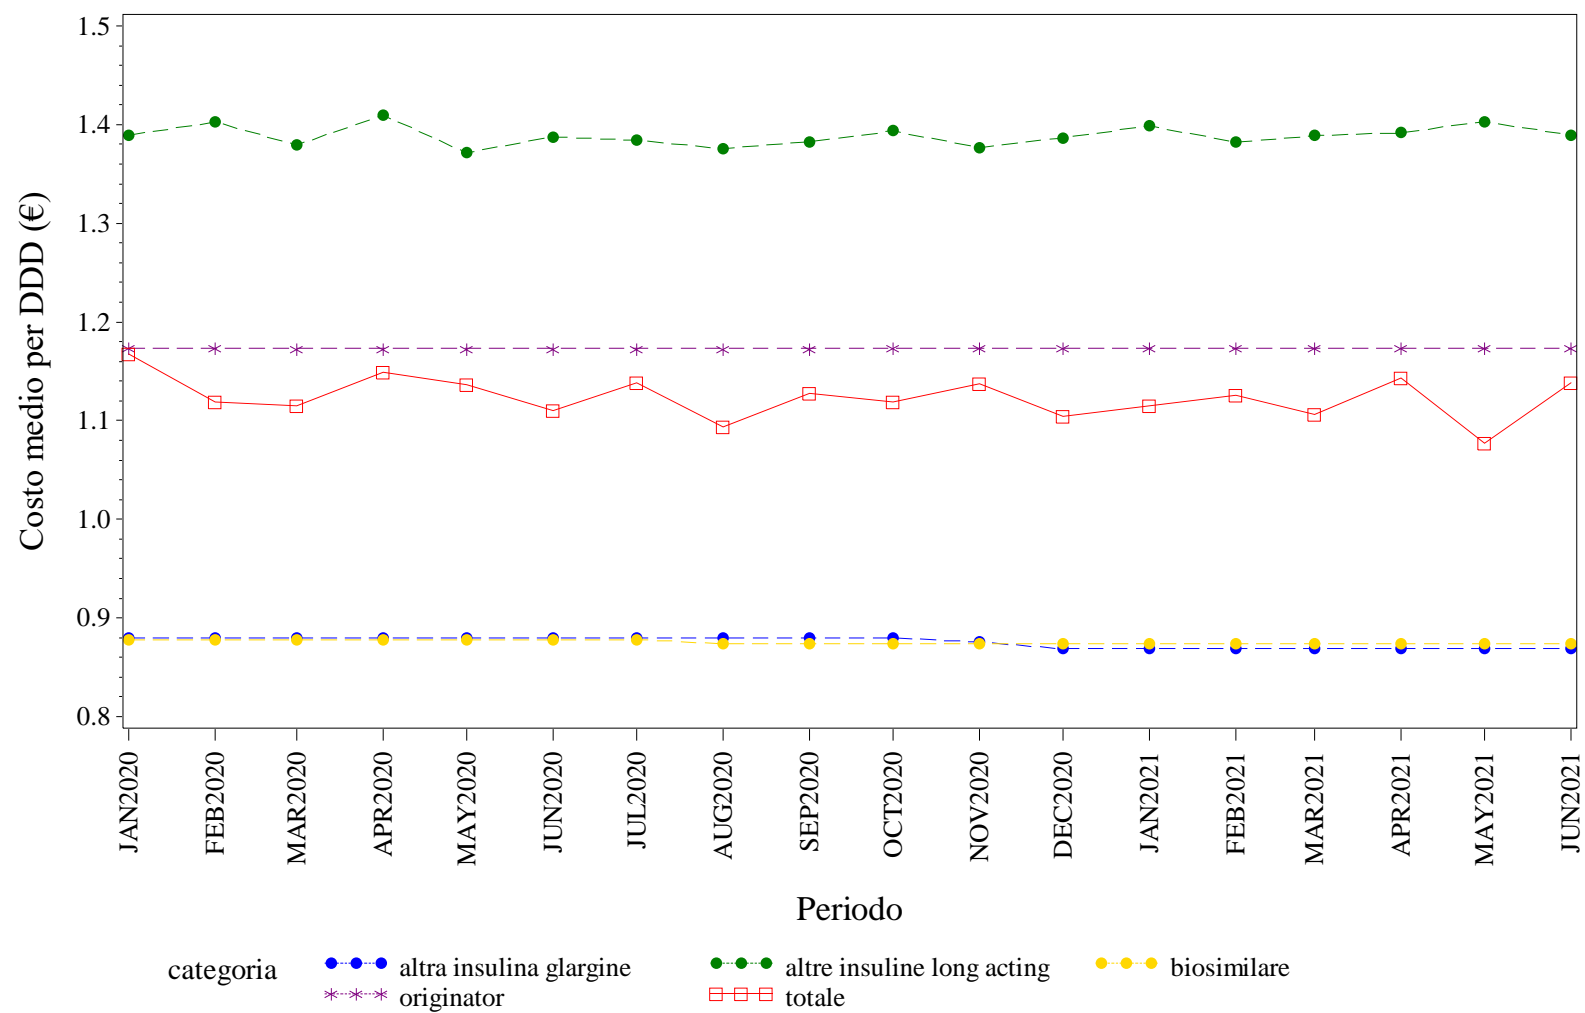 1.5
1.4
1.3
1.2
1.1
1.0
0.9
0.8
Costo medio per DDD (€)
JAN2020
FEB2020
MAR2020
APR2020
MAY2020
JUN2020
JUL2020
AUG2020
SEP2020
OCT2020
NOV2020
DEC2020
JAN2021
FEB2021
MAR2021
APR2021
MAY2021
JUN2021
Periodo
categoria
altra insulina glargine
altre insuline long acting
biosimilare
originator
totale